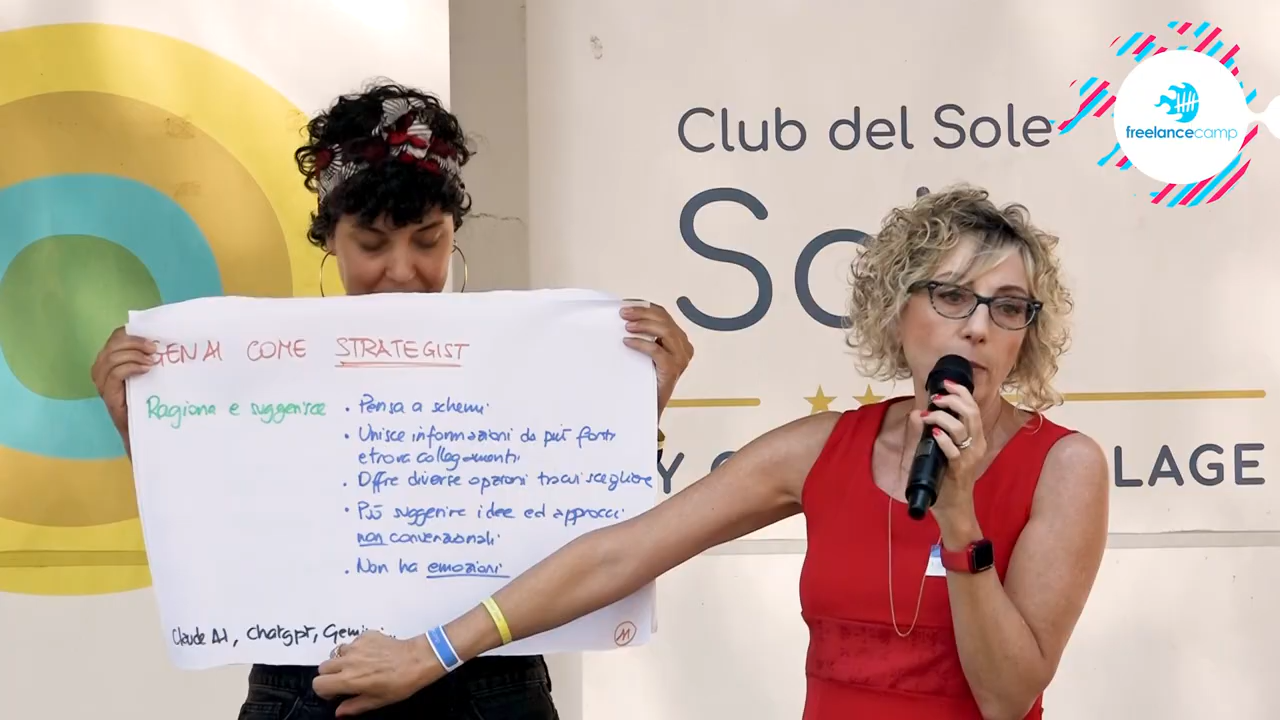 Club del Sole
freelancecamp
GEN AI COME STRATEGIST
Ragiona e suggerisce
. Pensa a schemi
. Unisce informazioni da più fonti
e trova collegamenti
. Offre diverse opzioni tra cui scegliere
. Può suggerire idee ed approcci
non convenzionali
. Non ha emozioni
Claude AI, Chatgpt, Gemini
LAGE
M